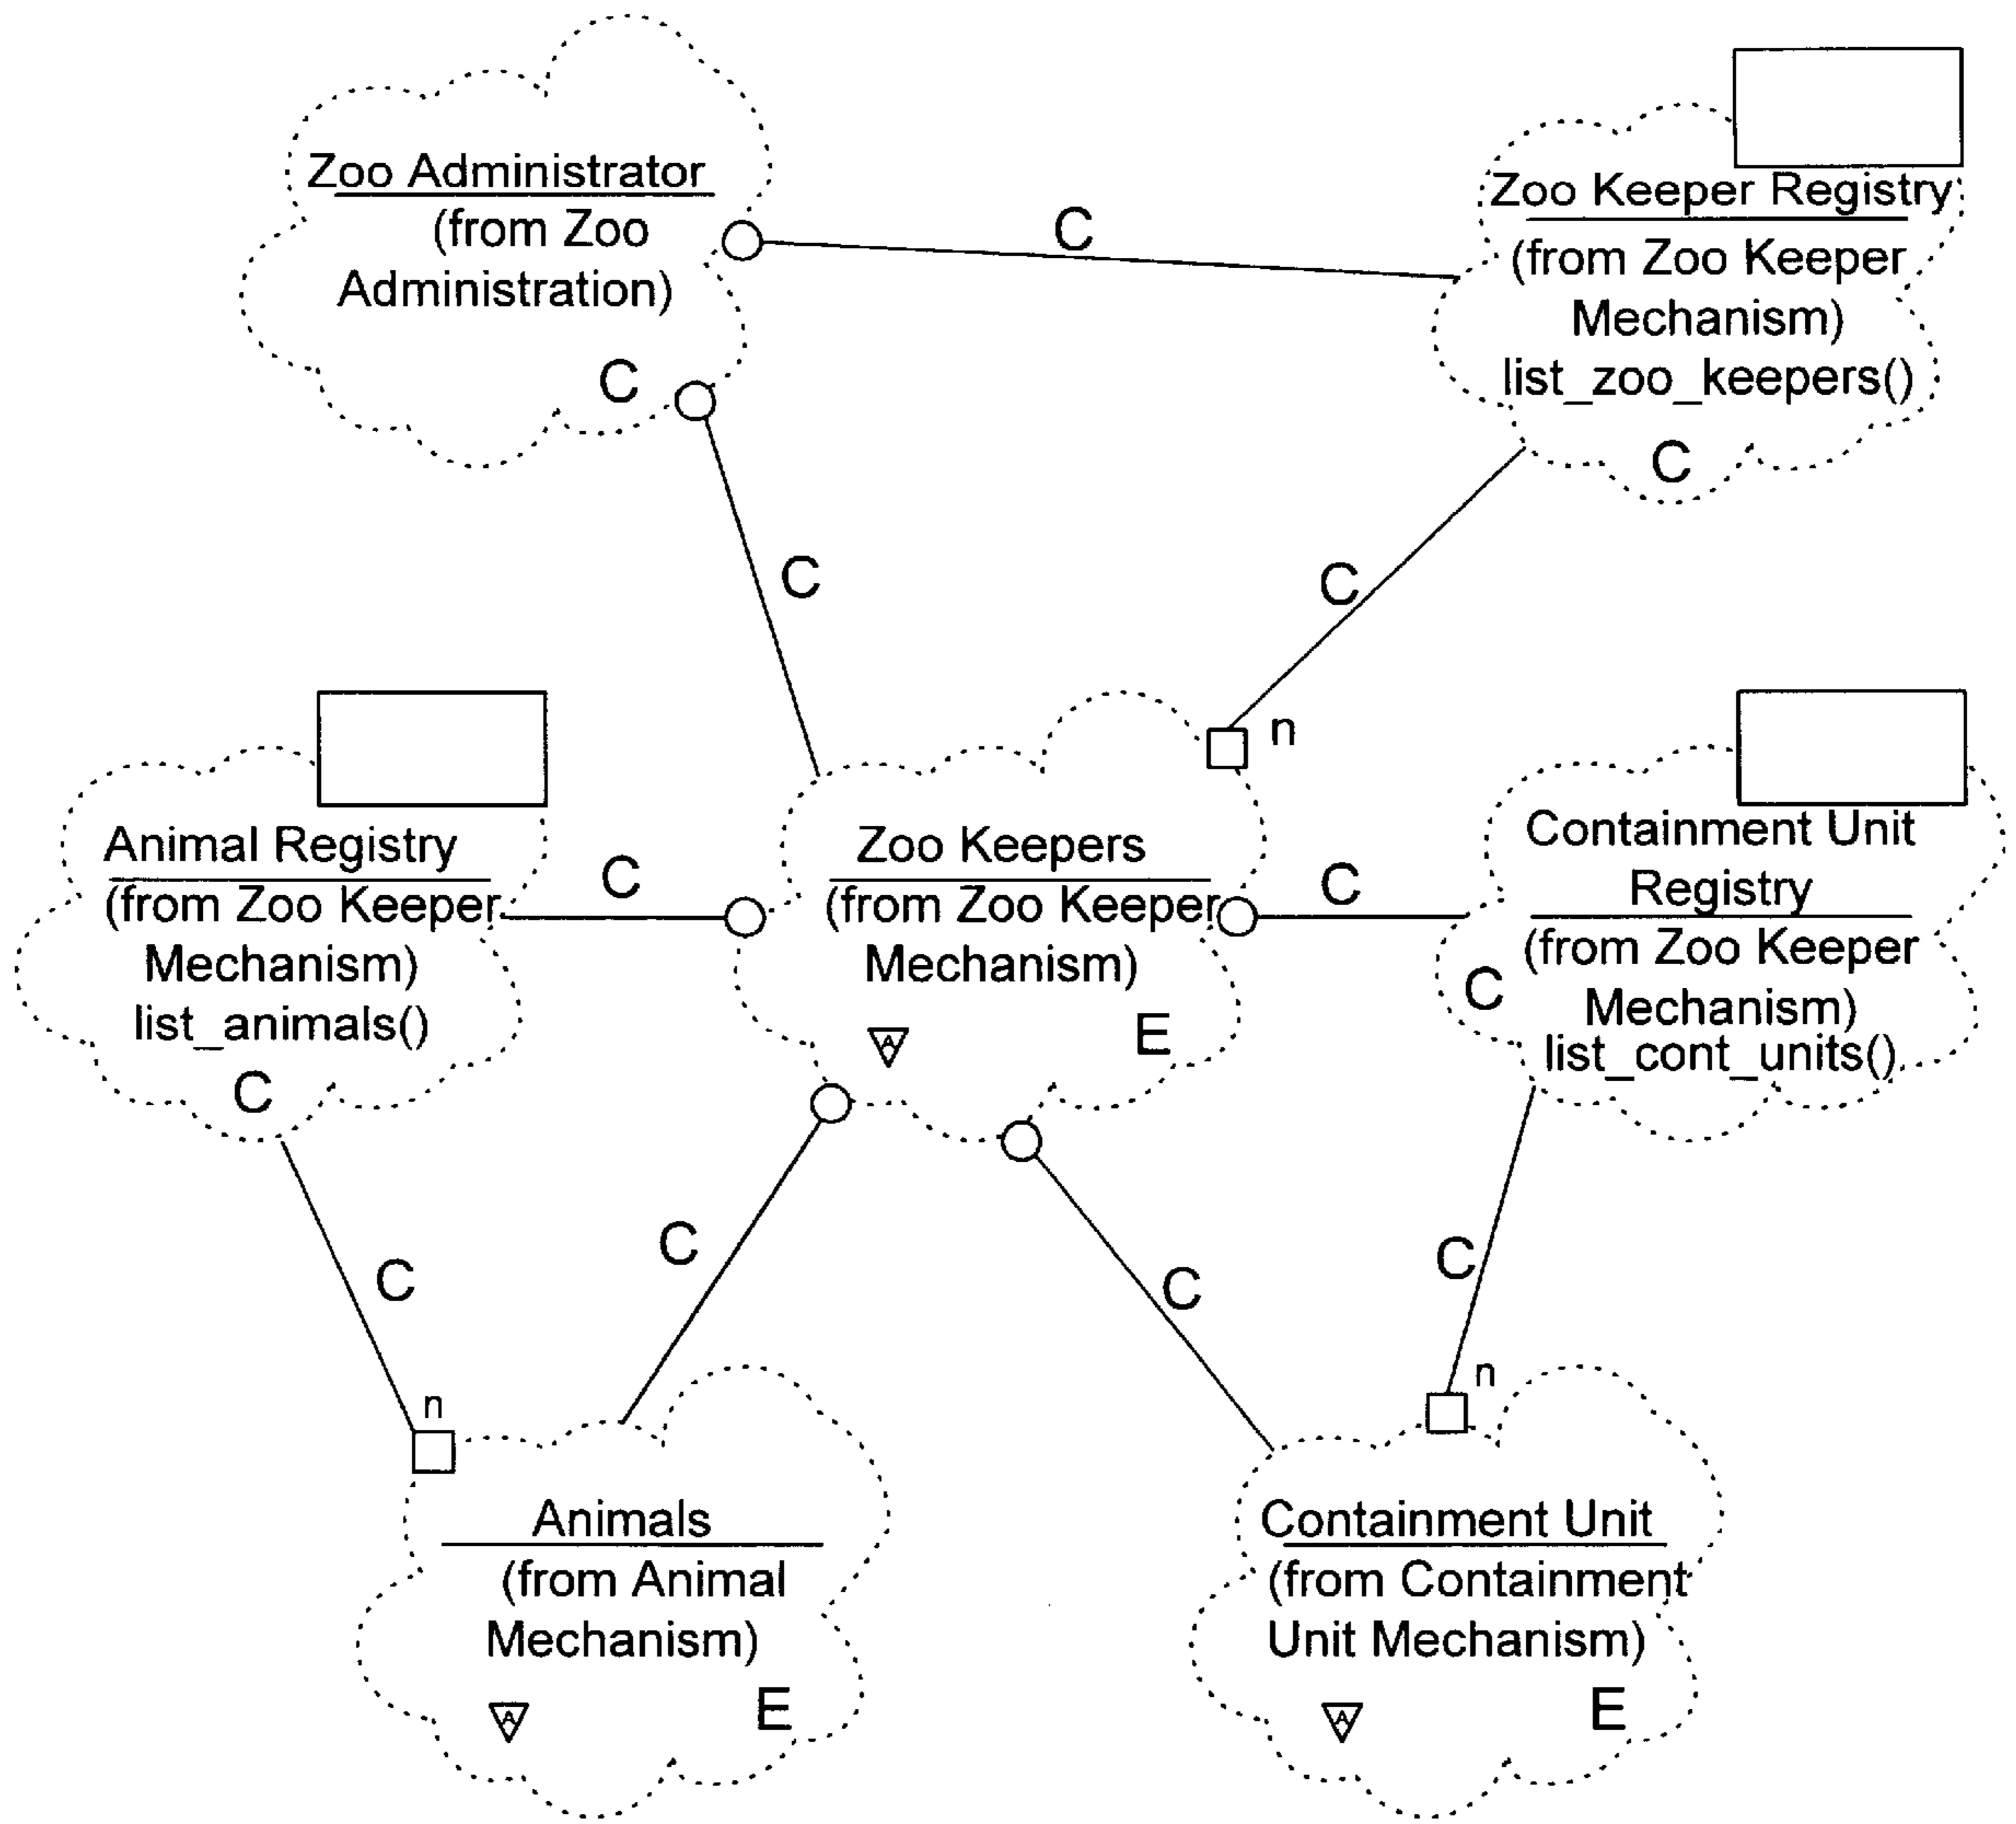 Zoo Administrator
(from Zoo
Administration)
C
C
Zoo Keeper Registry
(from Zoo Keeper
Mechanism)
list_zoo_keepers()
C
C
C
n
Animal Registry
(from Zoo Keeper
Mechanism)
list_animals()
C
C
Zoo Keepers
(from Zoo Keeper
Mechanism)
A
E
C
Containment Unit
Registry
(from Zoo Keeper
Mechanism)
list_cont_units()
C
C
C
C
C
n
n
Animals
(from Animal
Mechanism)
A
E
Containment Unit
(from Containment
Unit Mechanism)
A
E